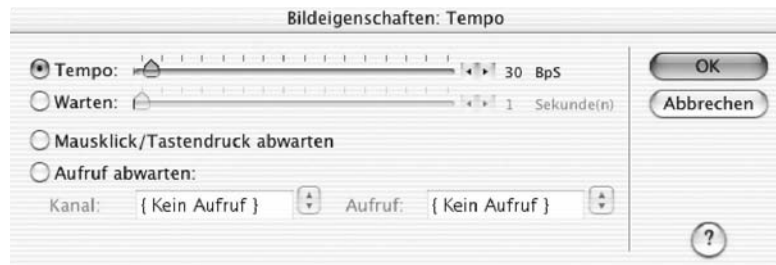 Bildeigenschaften: Tempo
Tempo: 30 BpS
Warten: 1 Sekunde(n)
Mausklick/Tastendruck abwarten
Aufruf abwarten:
Kanal: { Kein Aufruf } Aufruf: { Kein Aufruf }
OK
Abbrechen
?